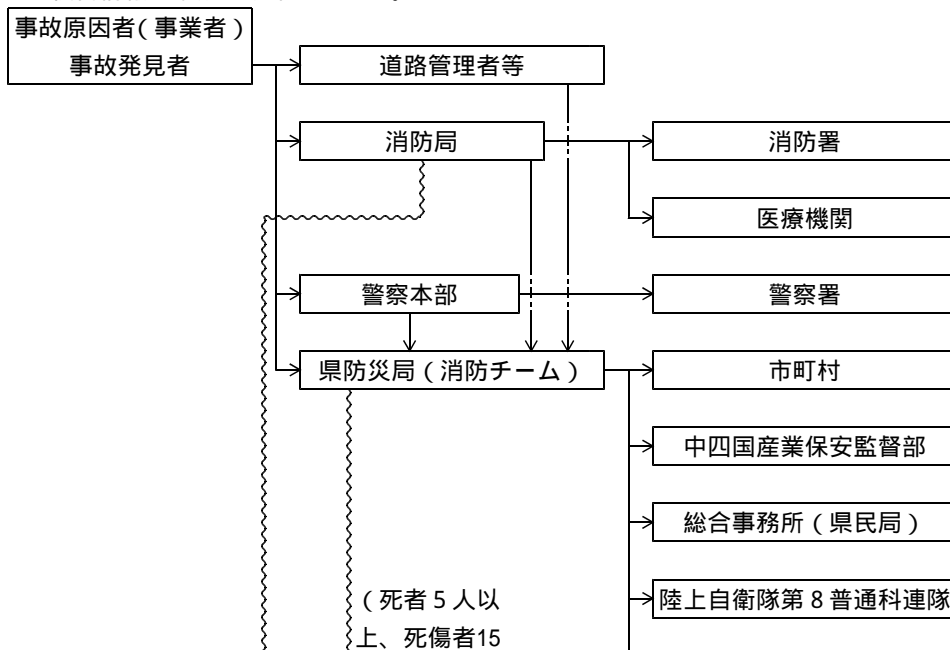 事故原因者（事業者）
事故発見者
道路管理者等
消防局
消防署
医療機関
警察本部
警察署
県防災局（消防チーム）
市町村
中四国産業保安監督部
総合事務所（県民局）
陸上自衛隊第８普通科連隊
（死者５人以
上、死傷者15